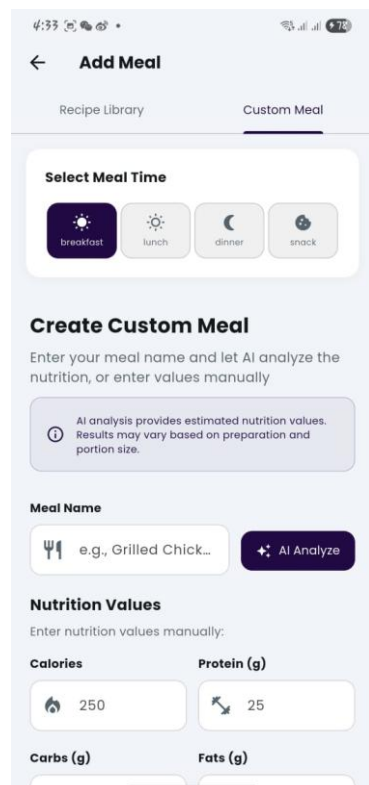 4:33
78
Add Meal
Recipe Library
Custom Meal
Select Meal Time
breakfast
lunch
dinner
snack
Create Custom Meal
Enter your meal name and let AI analyze the
nutrition, or enter values manually
AI analysis provides estimated nutrition values.
Results may vary based on preparation and
portion size.
Meal Name
e.g., Grilled Chick...
AI Analyze
Nutrition Values
Enter nutrition values manually:
Calories
Protein (g)
250
25
Carbs (g)
Fats (g)